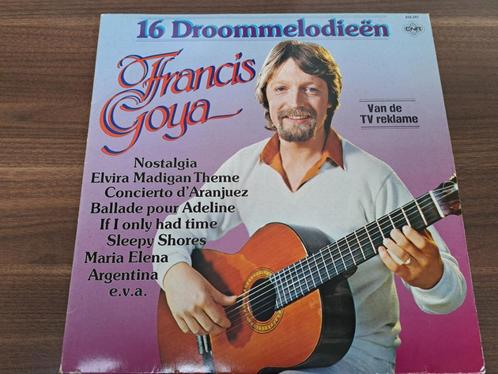 16 Droommelodieën
Francis
Goya
CNR
Van de
TV reklame
Nostalgia
Elvira Madigan Theme
Concierto d'Aranjuez
Ballade pour Adeline
If I only had time
Sleepy Shores
Maria Elena
Argentina
e.v.a.